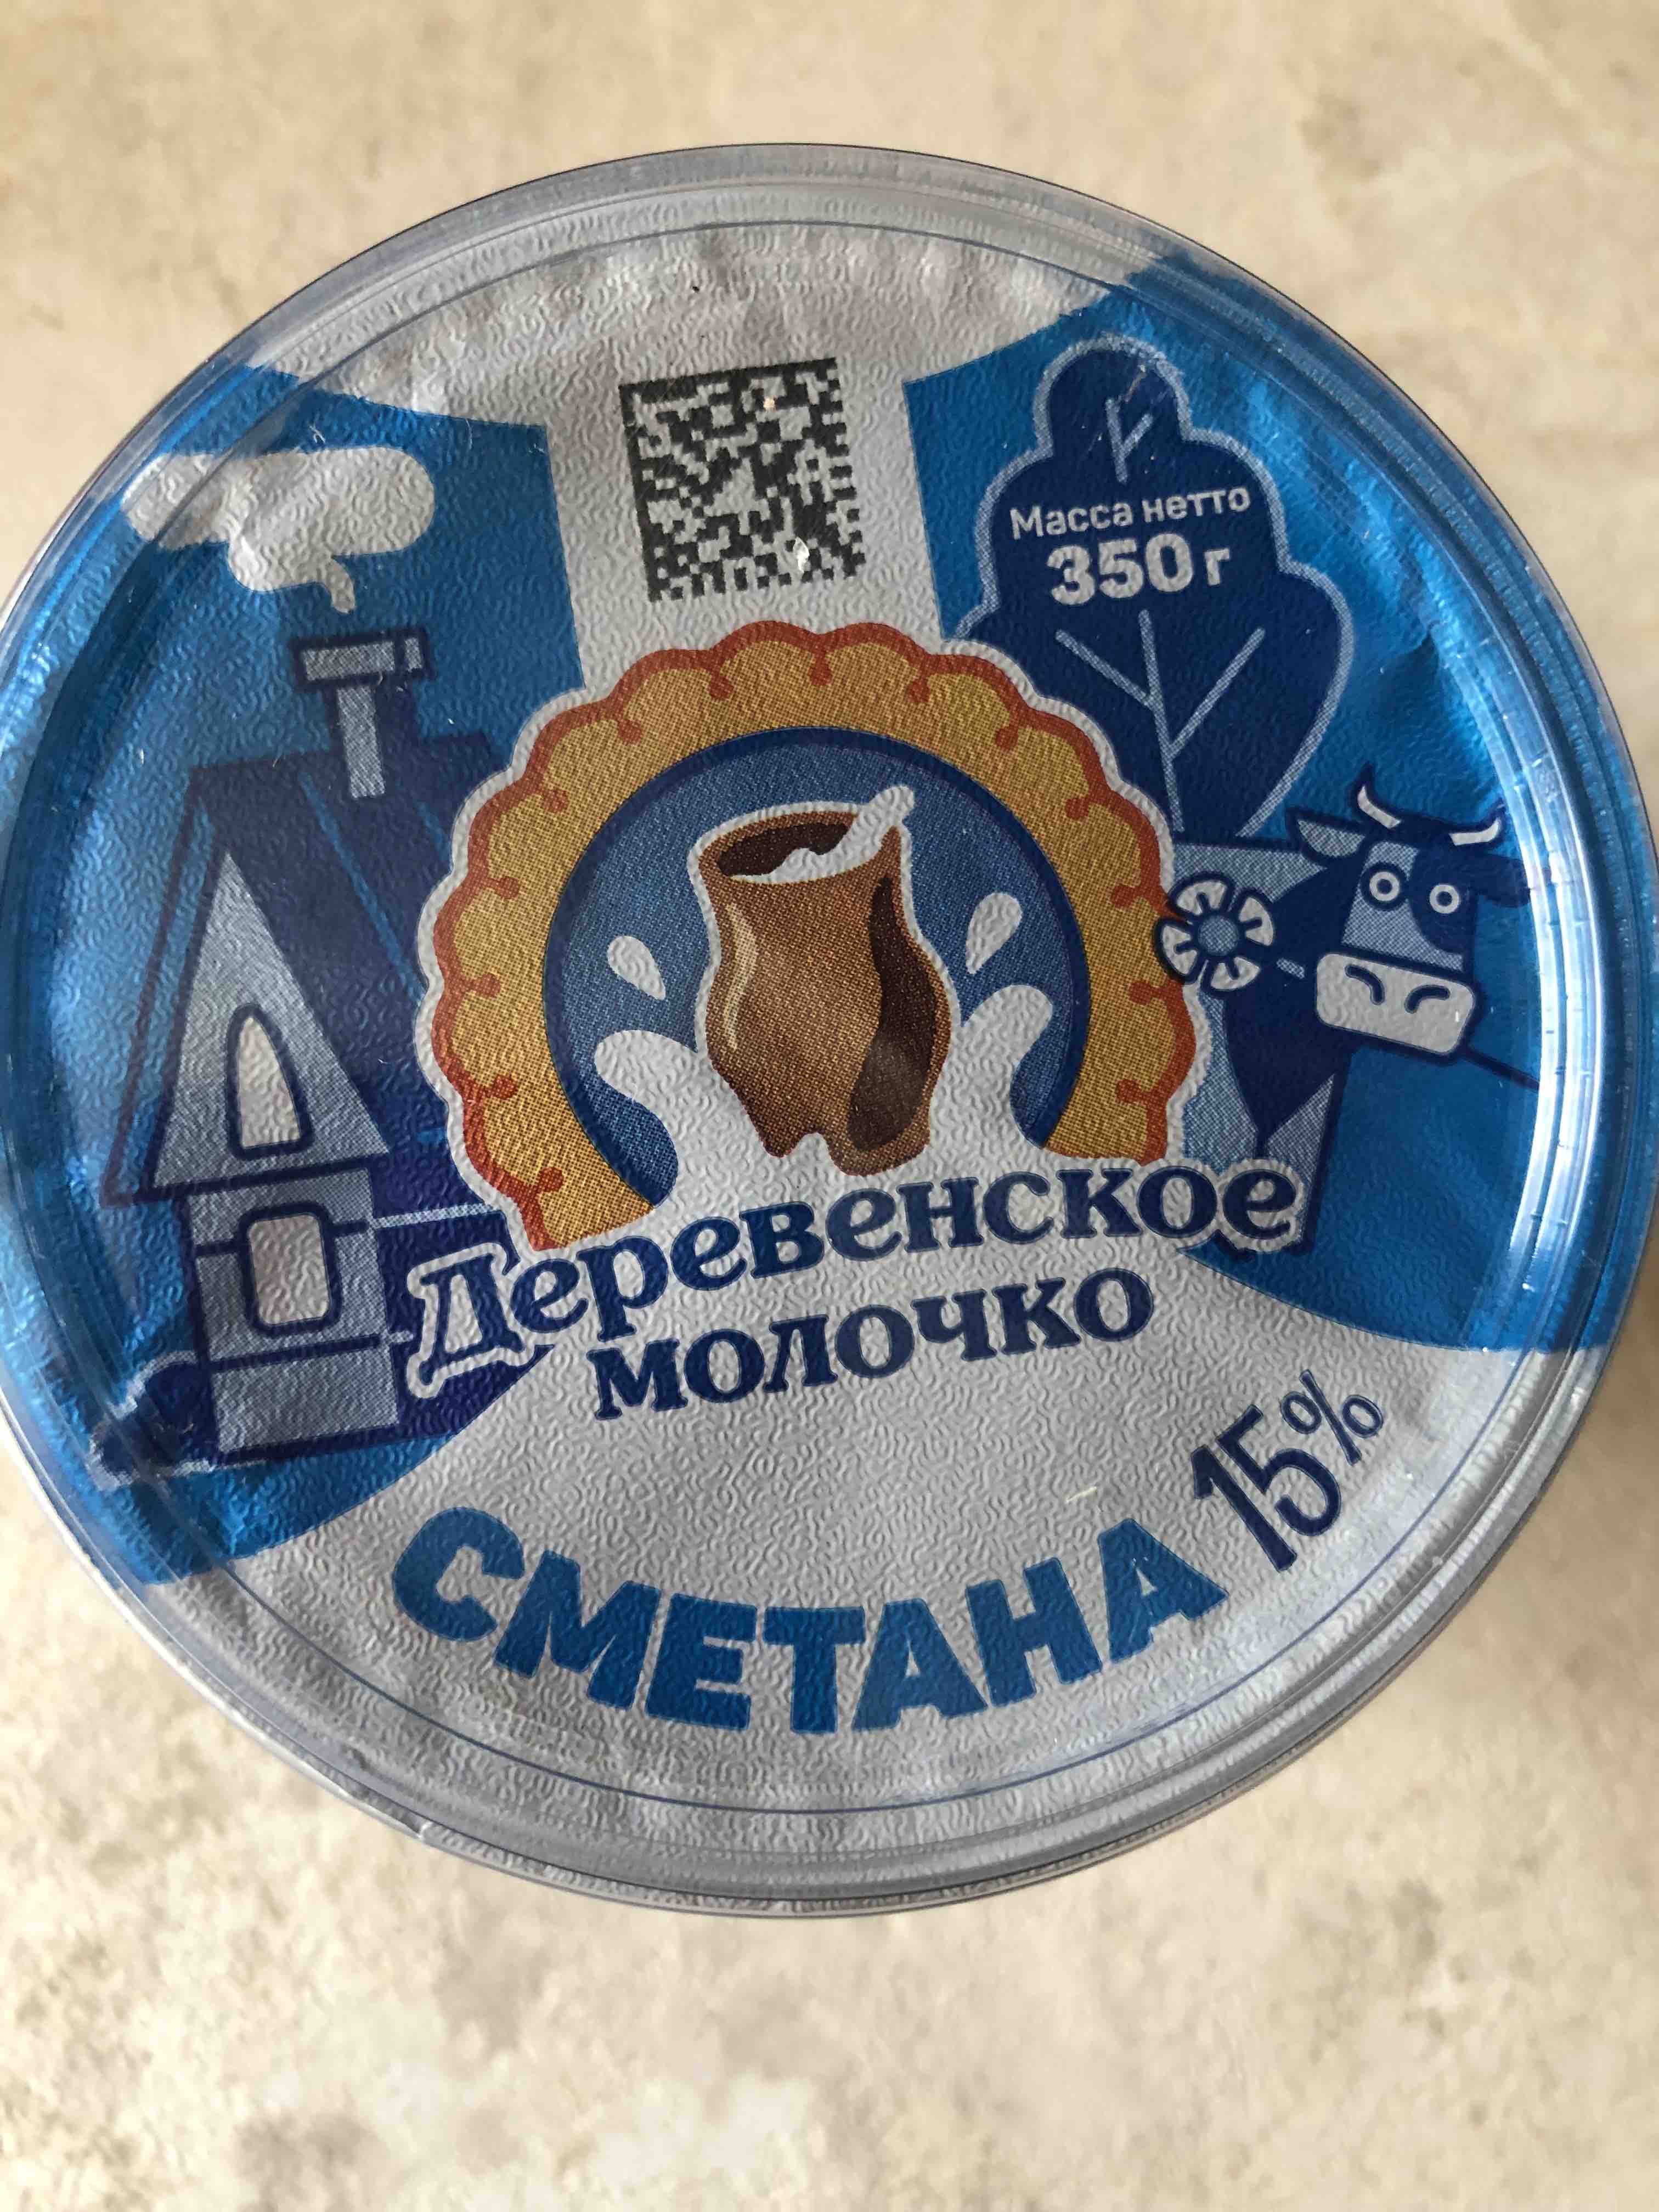 Масса нетто
350г
Деревенское
молочко
СМЕТАНА 15%